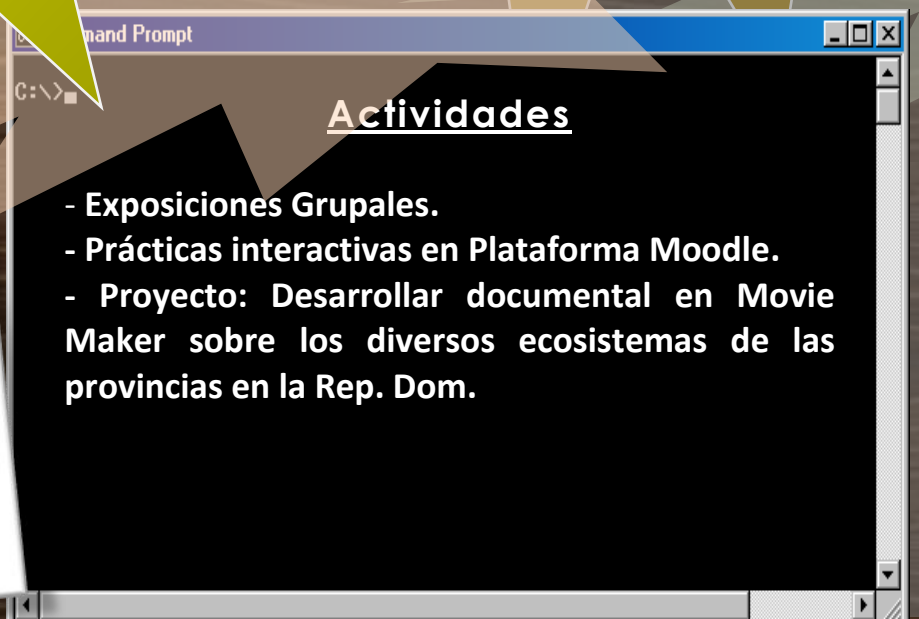 mand Prompt
C:\>
Actividades
- Exposiciones Grupales.
- Prácticas interactivas en Plataforma Moodle.
- Proyecto: Desarrollar documental en Movie
Maker sobre los diversos ecosistemas de las
provincias en la Rep. Dom.